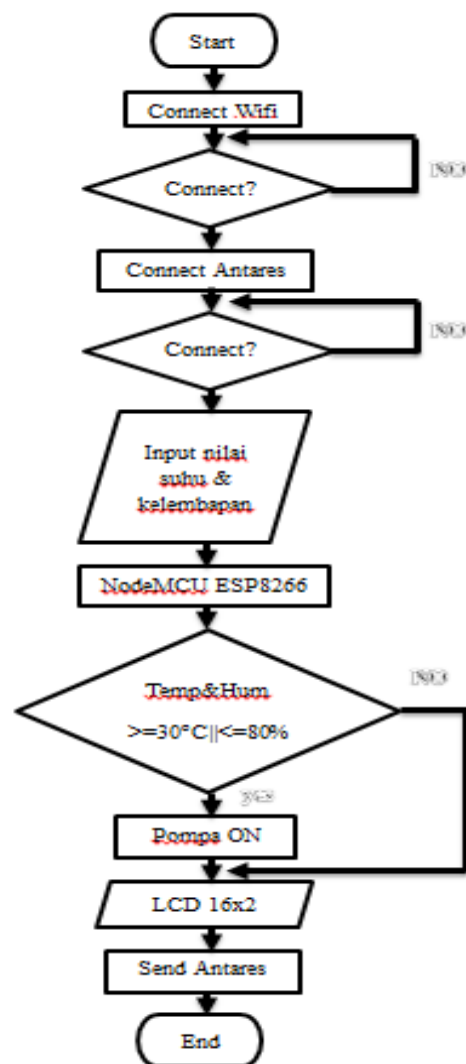 Start
Connect Wifi
NO
Connect?
Connect Antares
NO
Connect?
Input nilai
suhu &
kelembapan
NodeMCU ESP8266
NO
Temp&Hum
>=30°C||<=80%
yes
Pompa ON
LCD 16x2
Send Antares
End